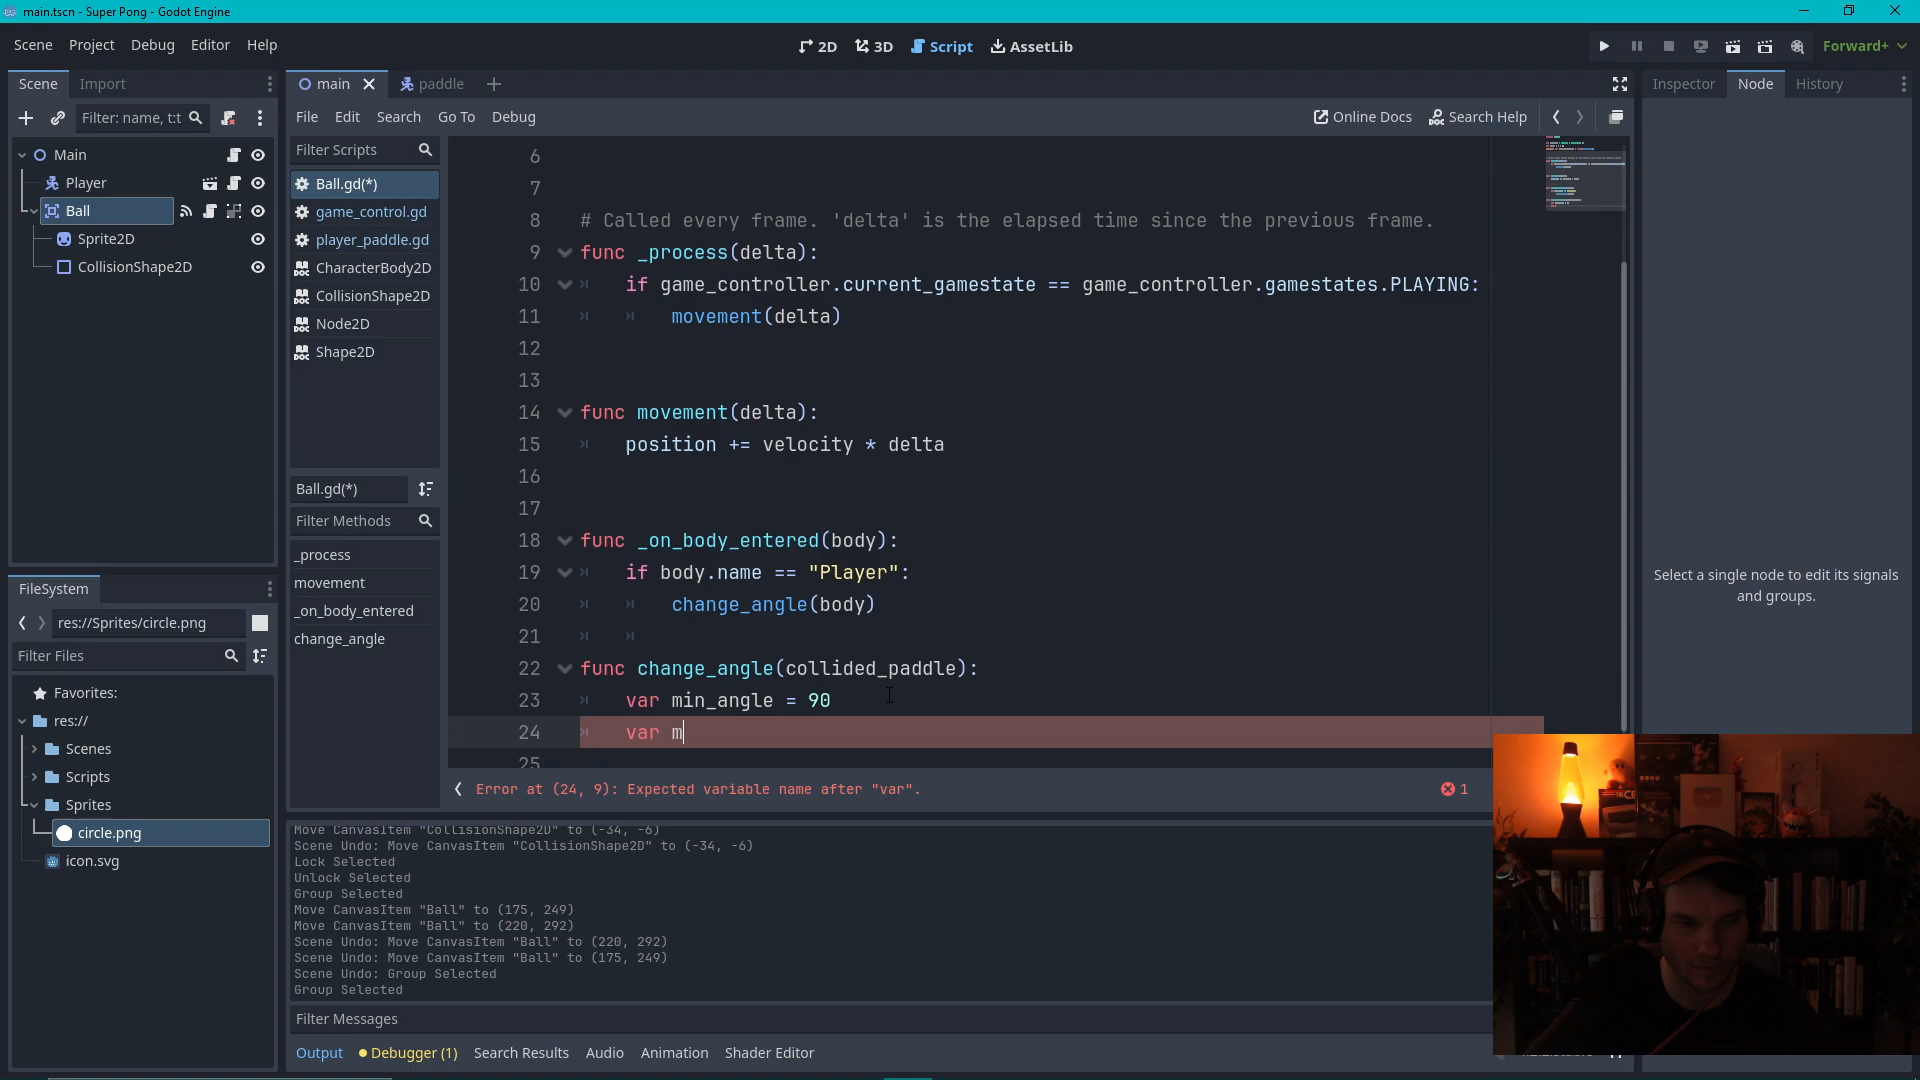 main.tscn - Super Pong - Godot Engine
Scene Project Debug Editor Help
2D 3D Script AssetLib
Forward+
Scene Import
main paddle
Inspector Node History
Filter: name, t:t
File Edit Search Go To Debug
Online Docs Search Help
Main
Player
Ball
Sprite2D
CollisionShape2D
Filter Scripts
Ball.gd(*)
game_control.gd
player_paddle.gd
CharacterBody2D
CollisionShape2D
Node2D
Shape2D
Ball.gd(*)
Filter Methods
_process
movement
_on_body_entered
change_angle
6
7
8 # Called every frame. 'delta' is the elapsed time since the previous frame.
9 func _process(delta):
10 if game_controller.current_gamestate == game_controller.gamestates.PLAYING:
11 movement(delta)
12
13
14 func movement(delta):
15 position += velocity * delta
16
17
18 func _on_body_entered(body):
19 if body.name == "Player":
20 change_angle(body)
21
22 func change_angle(collided_paddle):
23 var min_angle = 90
24 var m
25
Error at (24, 9): Expected variable name after "var".
1
Select a single node to edit its signals
and groups.
FileSystem
res://Sprites/circle.png
Filter Files
Favorites:
res://
Scenes
Scripts
Sprites
circle.png
icon.svg
Move CanvasItem "CollisionShape2D" to (-34, -6)
Scene Undo: Move CanvasItem "CollisionShape2D" to (-34, -6)
Lock Selected
Unlock Selected
Group Selected
Move CanvasItem "Ball" to (175, 249)
Move CanvasItem "Ball" to (220, 292)
Scene Undo: Move CanvasItem "Ball" to (220, 292)
Scene Undo: Move CanvasItem "Ball" to (175, 249)
Scene Undo: Group Selected
Group Selected
Filter Messages
Output Debugger (1) Search Results Audio Animation Shader Editor